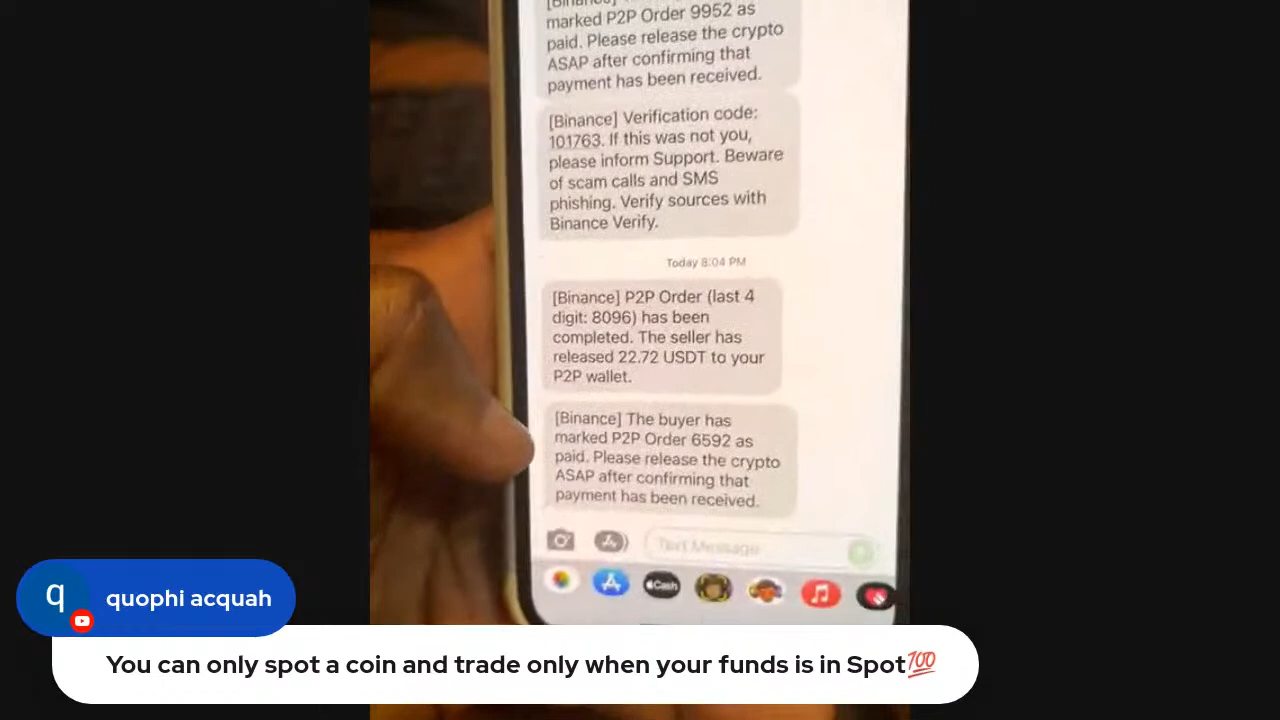 marked P2P Order 9952 as
paid. Please release the crypto
ASAP after confirming that
payment has been received.
[Binance] Verification code:
101763. If this was not you,
please inform Support. Beware
of scam calls and SMS
phishing. Verify sources with
Binance Verify.
Today 8:04 PM
[Binance] P2P Order (last 4
digit: 8096) has been
completed. The seller has
released 22.72 USDT to your
P2P wallet.
[Binance] The buyer has
marked P2P Order 6592 as
paid. Please release the crypto
ASAP after confirming that
payment has been received.
Text Message
Cash
q
quophi acquah
You can only spot a coin and trade only when your funds is in Spot💯